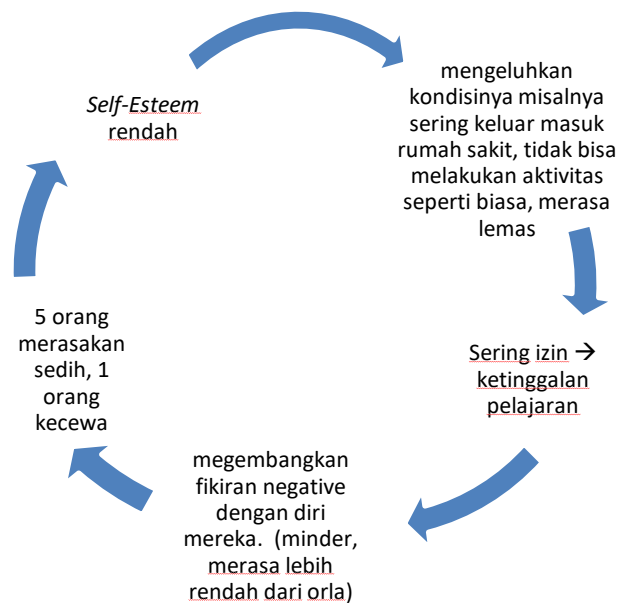 Self-Esteem
rendah
mengeluhkan
kondisinya misalnya
sering keluar masuk
rumah sakit, tidak bisa
melakukan aktivitas
seperti biasa, merasa
lemas
Sering izin →
ketinggalan
pelajaran
megembangkan
fikiran negative
dengan diri
mereka. (minder,
merasa lebih
rendah dari orla)
5 orang
merasakan
sedih, 1
orang
kecewa